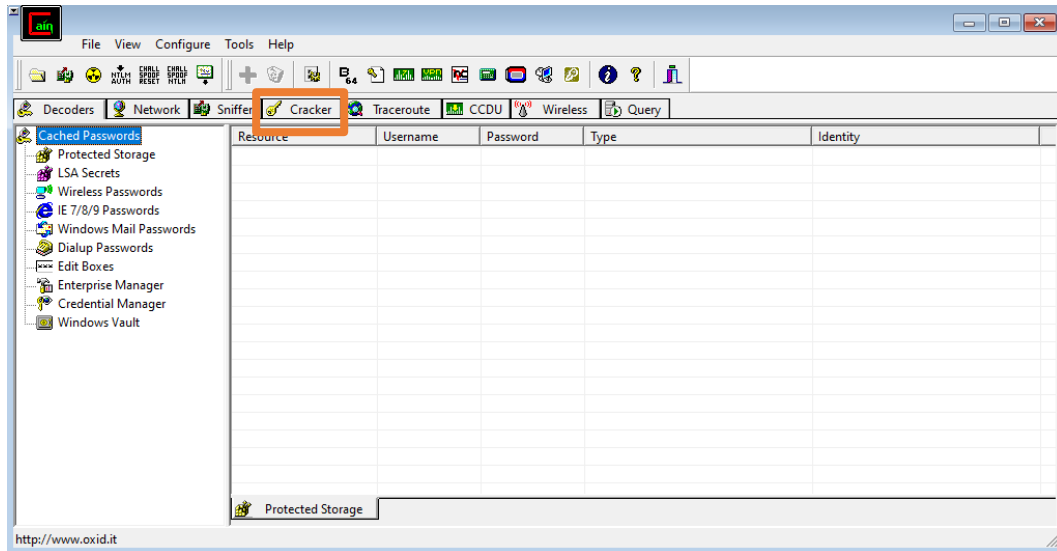 Cain
File View Configure Tools Help
NTLM AUTH CHALL SPOOF RESET CHALL SPOOF NTLM B64
Decoders Network Sniffer Cracker Traceroute CCDU Wireless Query
Cached Passwords Resource Username Password Type Identity
Protected Storage
LSA Secrets
Wireless Passwords
IE 7/8/9 Passwords
Windows Mail Passwords
Dialup Passwords
Edit Boxes
Enterprise Manager
Credential Manager
Windows Vault
Protected Storage
http://www.oxid.it